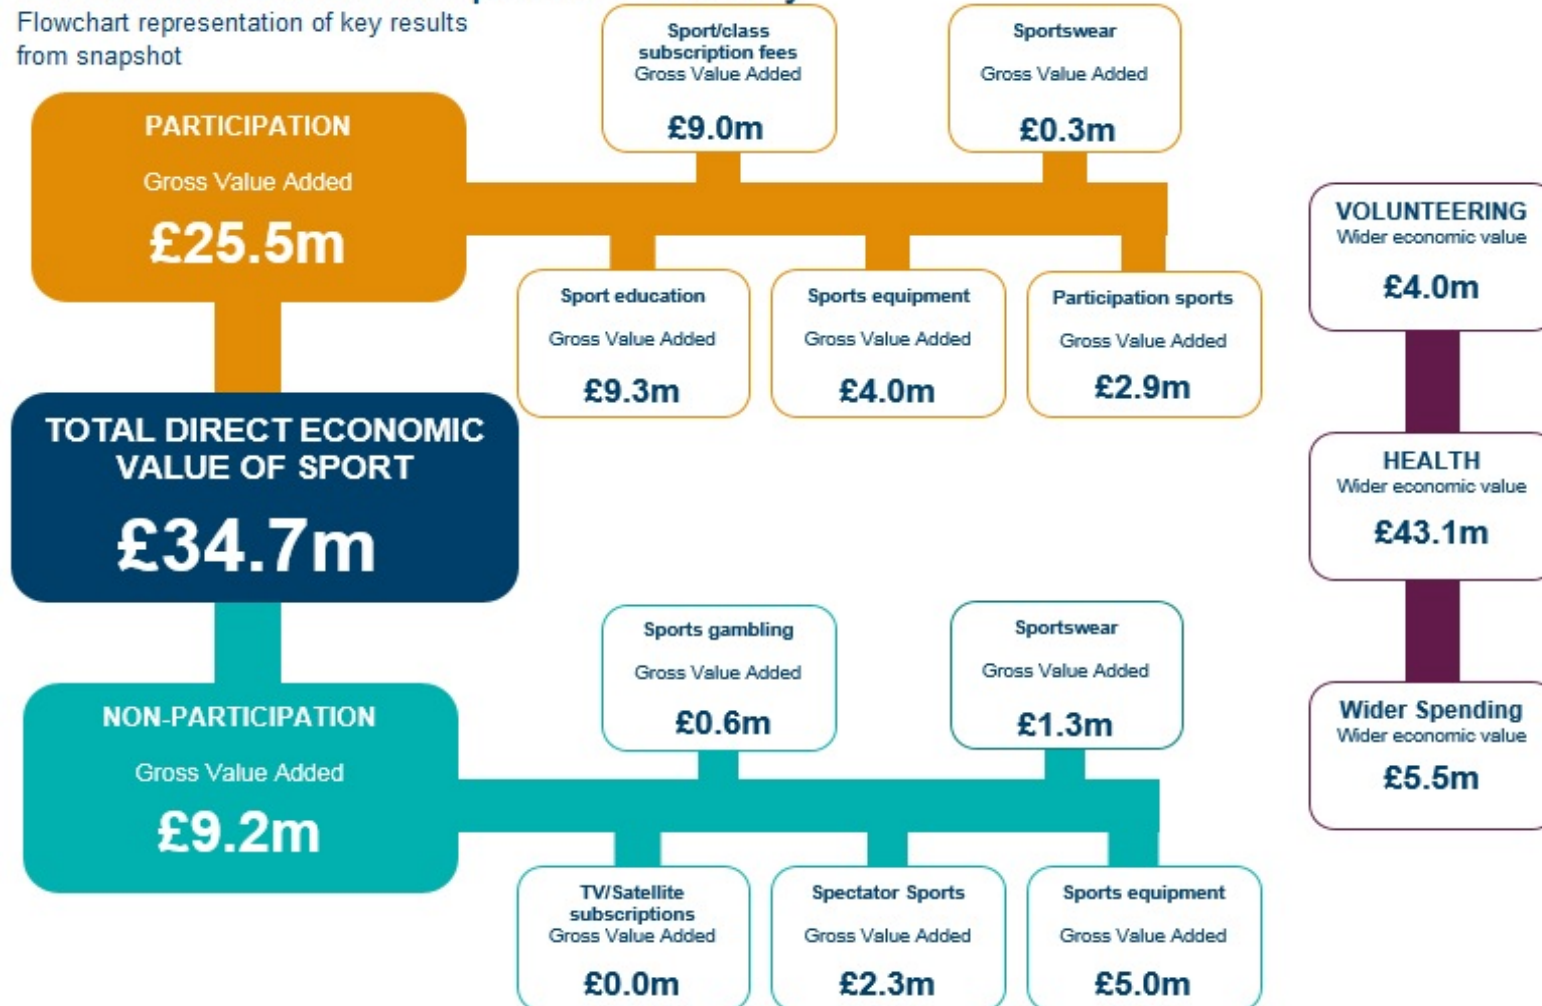 Flowchart representation of key results
from snapshot
Sport/class
subscription fees
Gross Value Added
£9.0m
Sportswear
Gross Value Added
£0.3m
PARTICIPATION
Gross Value Added
£25.5m
Sport education
Gross Value Added
£9.3m
Sports equipment
Gross Value Added
£4.0m
Participation sports
Gross Value Added
£2.9m
TOTAL DIRECT ECONOMIC
VALUE OF SPORT
£34.7m
Sports gambling
Gross Value Added
£0.6m
Sportswear
Gross Value Added
£1.3m
NON-PARTICIPATION
Gross Value Added
£9.2m
TV/Satellite
subscriptions
Gross Value Added
£0.0m
Spectator Sports
Gross Value Added
£2.3m
Sports equipment
Gross Value Added
£5.0m
VOLUNTEERING
Wider economic value
£4.0m
HEALTH
Wider economic value
£43.1m
Wider Spending
Wider economic value
£5.5m